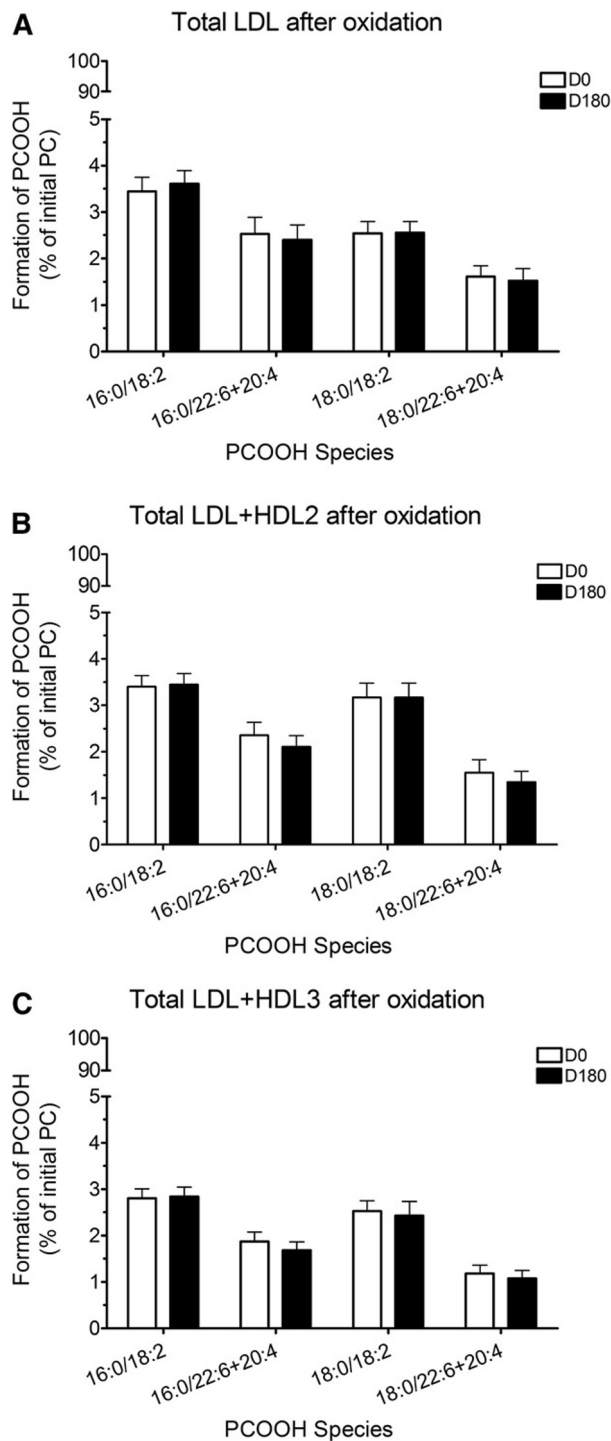 A
Total LDL after oxidation
Formation of PCOOH
(% of initial PC)
100
90
5
4
3
2
1
0
D0
D180
16:0/18:2
16:0/22:6+20:4
18:0/18:2
18:0/22:6+20:4
PCOOH Species
B
Total LDL+HDL2 after oxidation
Formation of PCOOH
(% of initial PC)
100
90
5
4
3
2
1
0
D0
D180
16:0/18:2
16:0/22:6+20:4
18:0/18:2
18:0/22:6+20:4
PCOOH Species
C
Total LDL+HDL3 after oxidation
Formation of PCOOH
(% of initial PC)
100
90
5
4
3
2
1
0
D0
D180
16:0/18:2
16:0/22:6+20:4
18:0/18:2
18:0/22:6+20:4
PCOOH Species